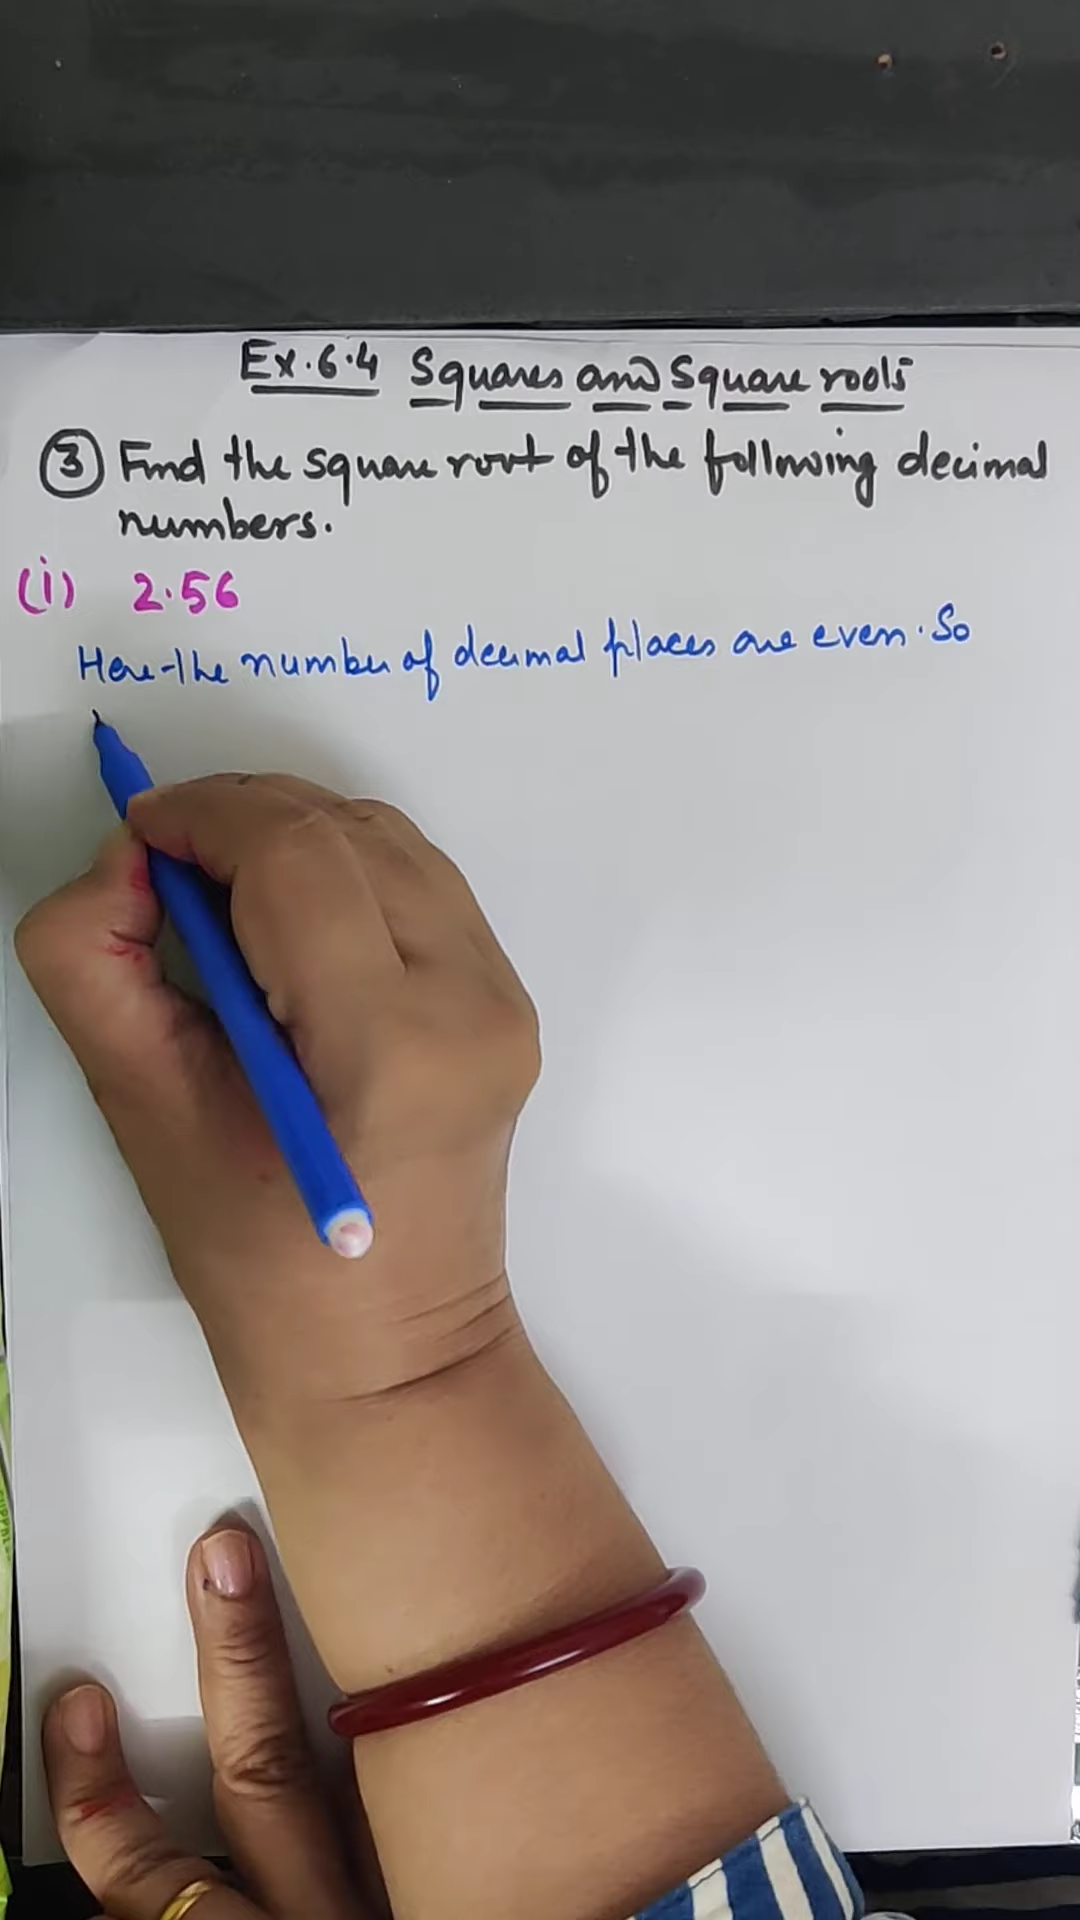 Ex.6.4 Squares and Square roots
③ Find the square root of the following decimal
numbers.
(i) 2.56
Here the number of decimal places are even. So